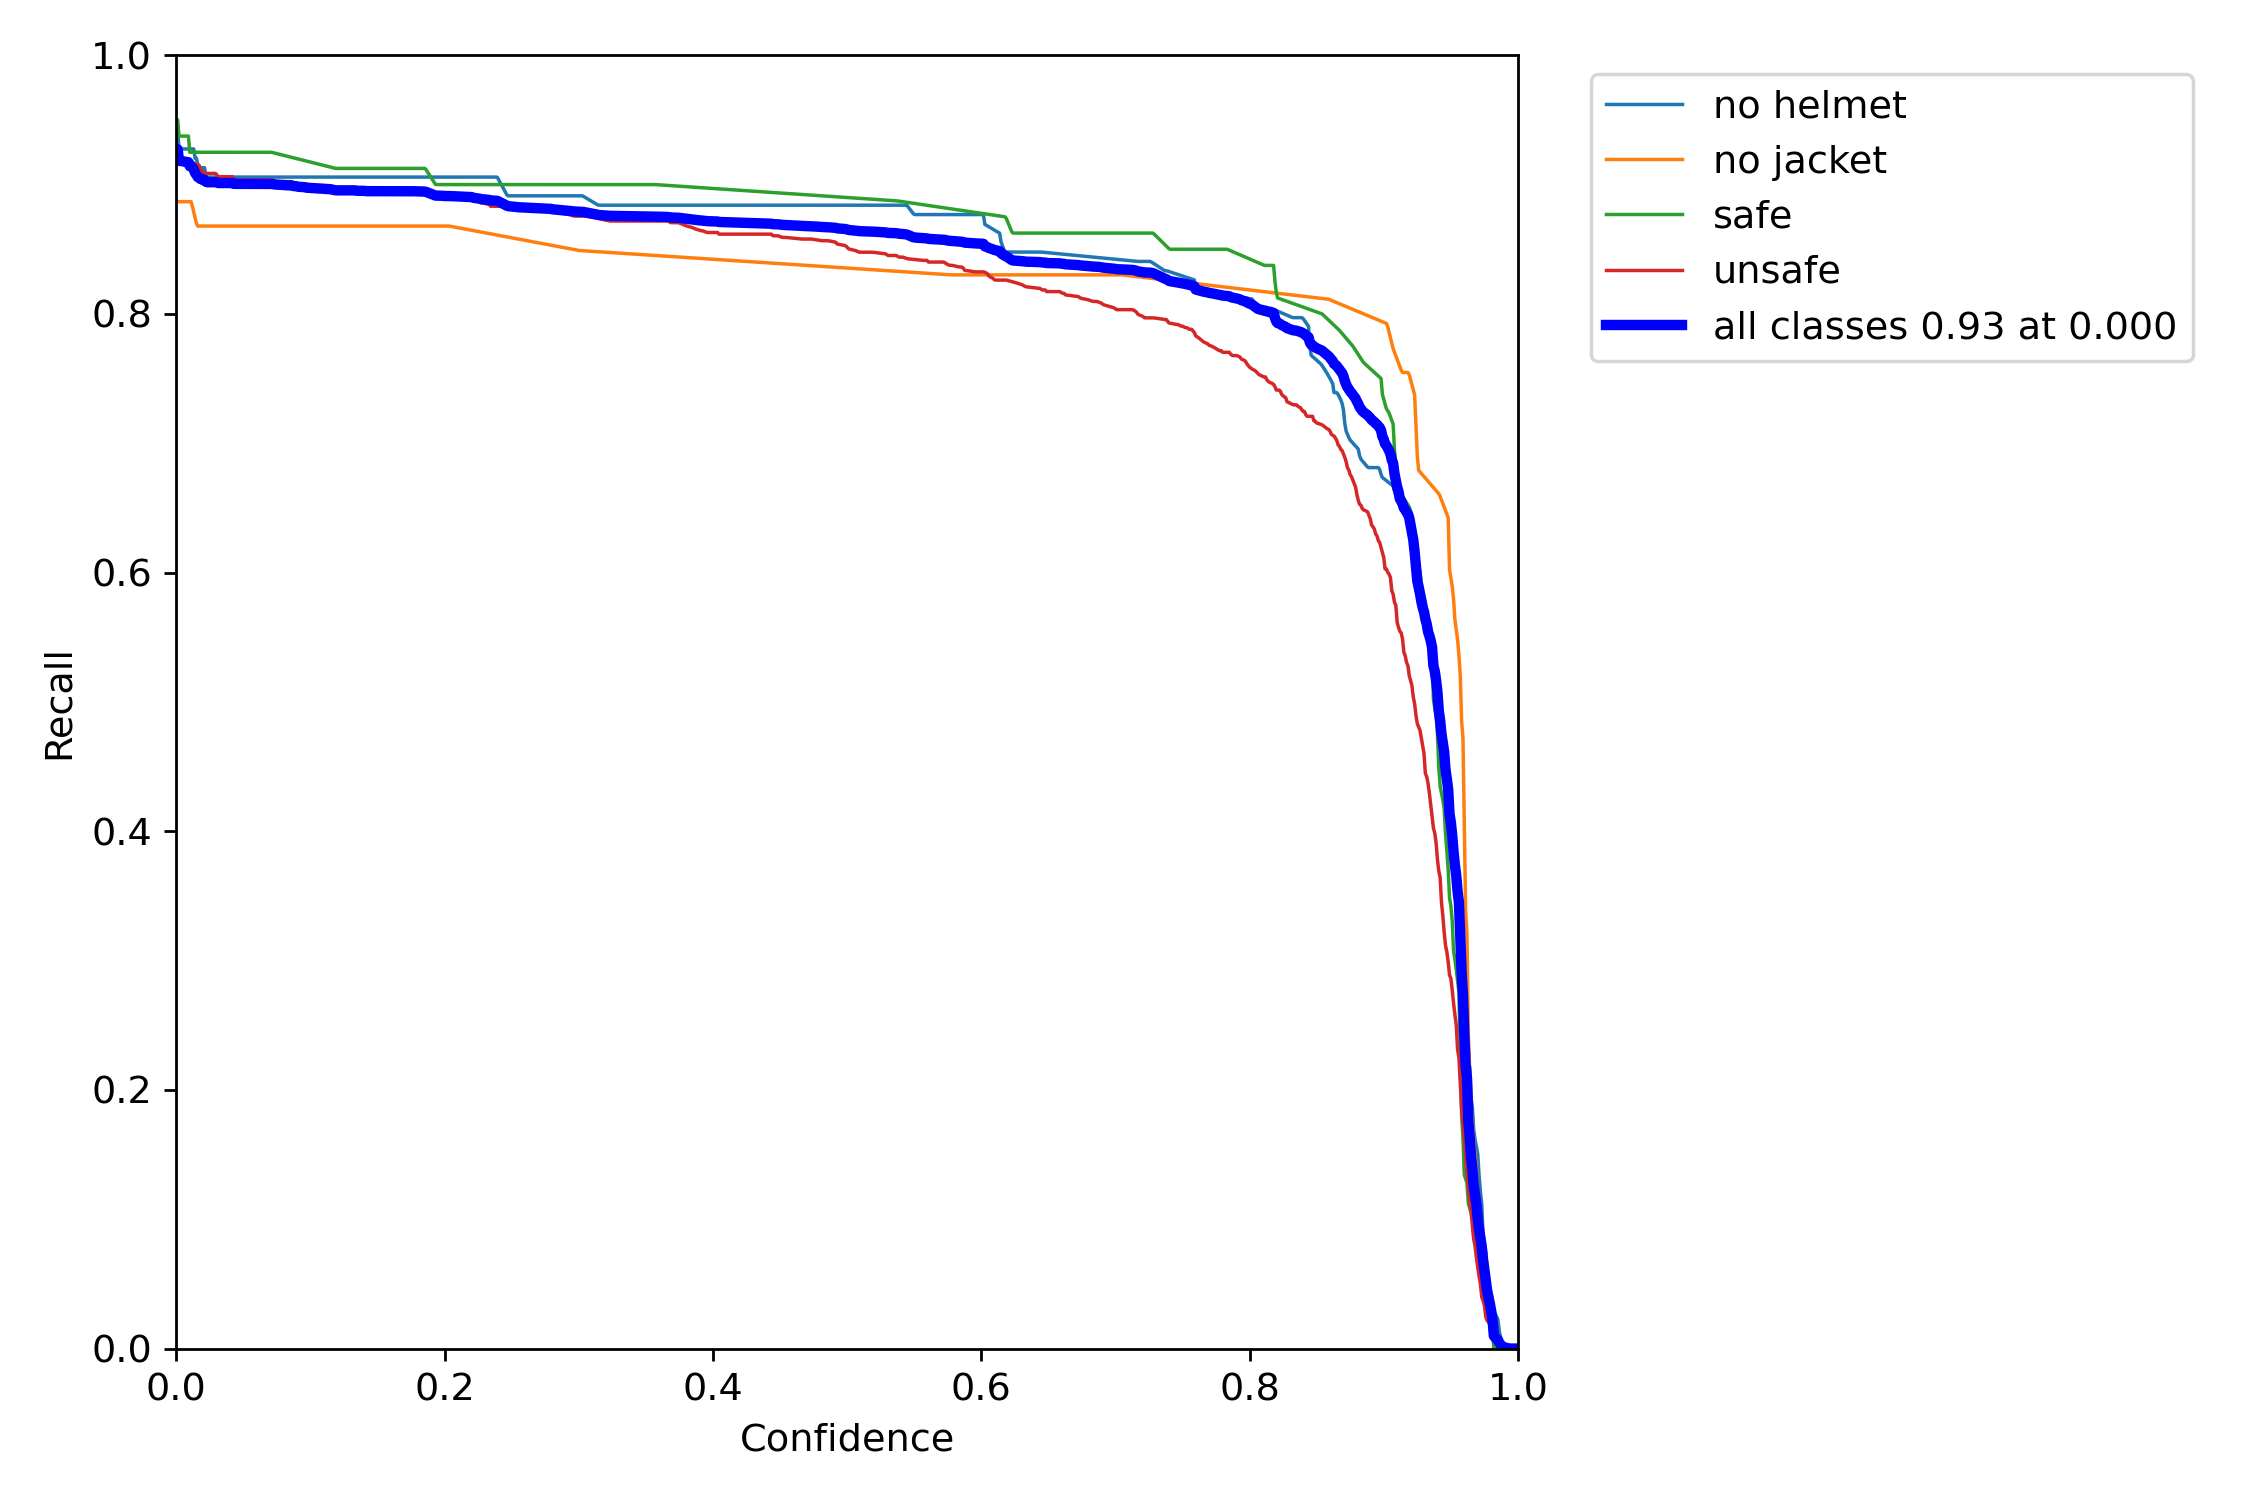 1.0
0.8
0.6
0.4
0.2
0.0
Recall
0.0 0.2 0.4 0.6 0.8 1.0
Confidence
no helmet
no jacket
safe
unsafe
all classes 0.93 at 0.000